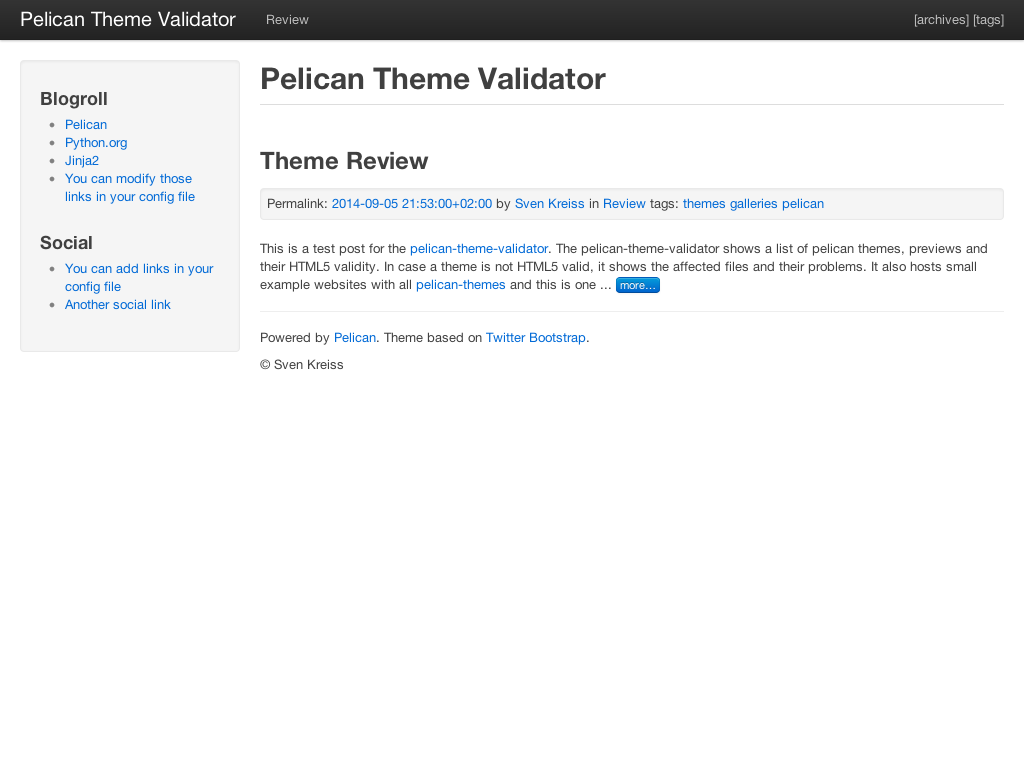 Pelican Theme Validator Review [archives] [tags]
Blogroll
• Pelican
• Python.org
• Jinja2
• You can modify those
links in your config file
Social
• You can add links in your
config file
• Another social link
Pelican Theme Validator
Theme Review
Permalink: 2014-09-05 21:53:00+02:00 by Sven Kreiss in Review tags: themes galleries pelican
This is a test post for the pelican-theme-validator. The pelican-theme-validator shows a list of pelican themes, previews and
their HTML5 validity. In case a theme is not HTML5 valid, it shows the affected files and their problems. It also hosts small
example websites with all pelican-themes and this is one ... more...
Powered by Pelican. Theme based on Twitter Bootstrap.
© Sven Kreiss